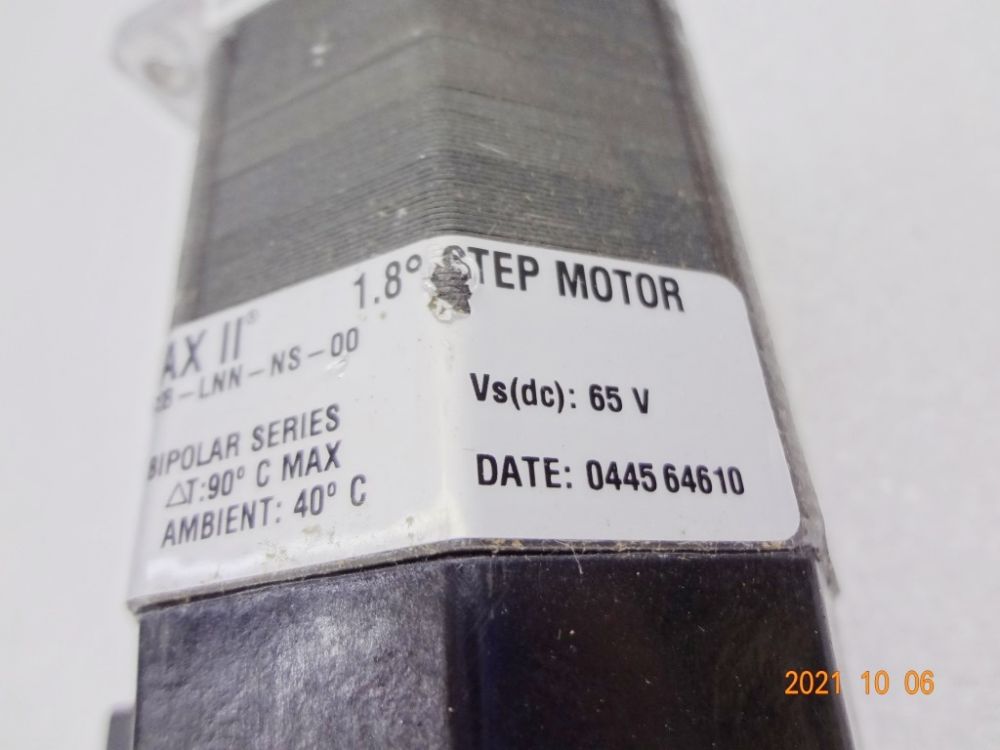 1.8° STEP MOTOR
AX II®
B-LNN-NS-00
Vs(dc): 65 V
BIPOLAR SERIES
ΔT:90° C MAX
AMBIENT: 40° C
DATE: 0445 64610
2021 10 06